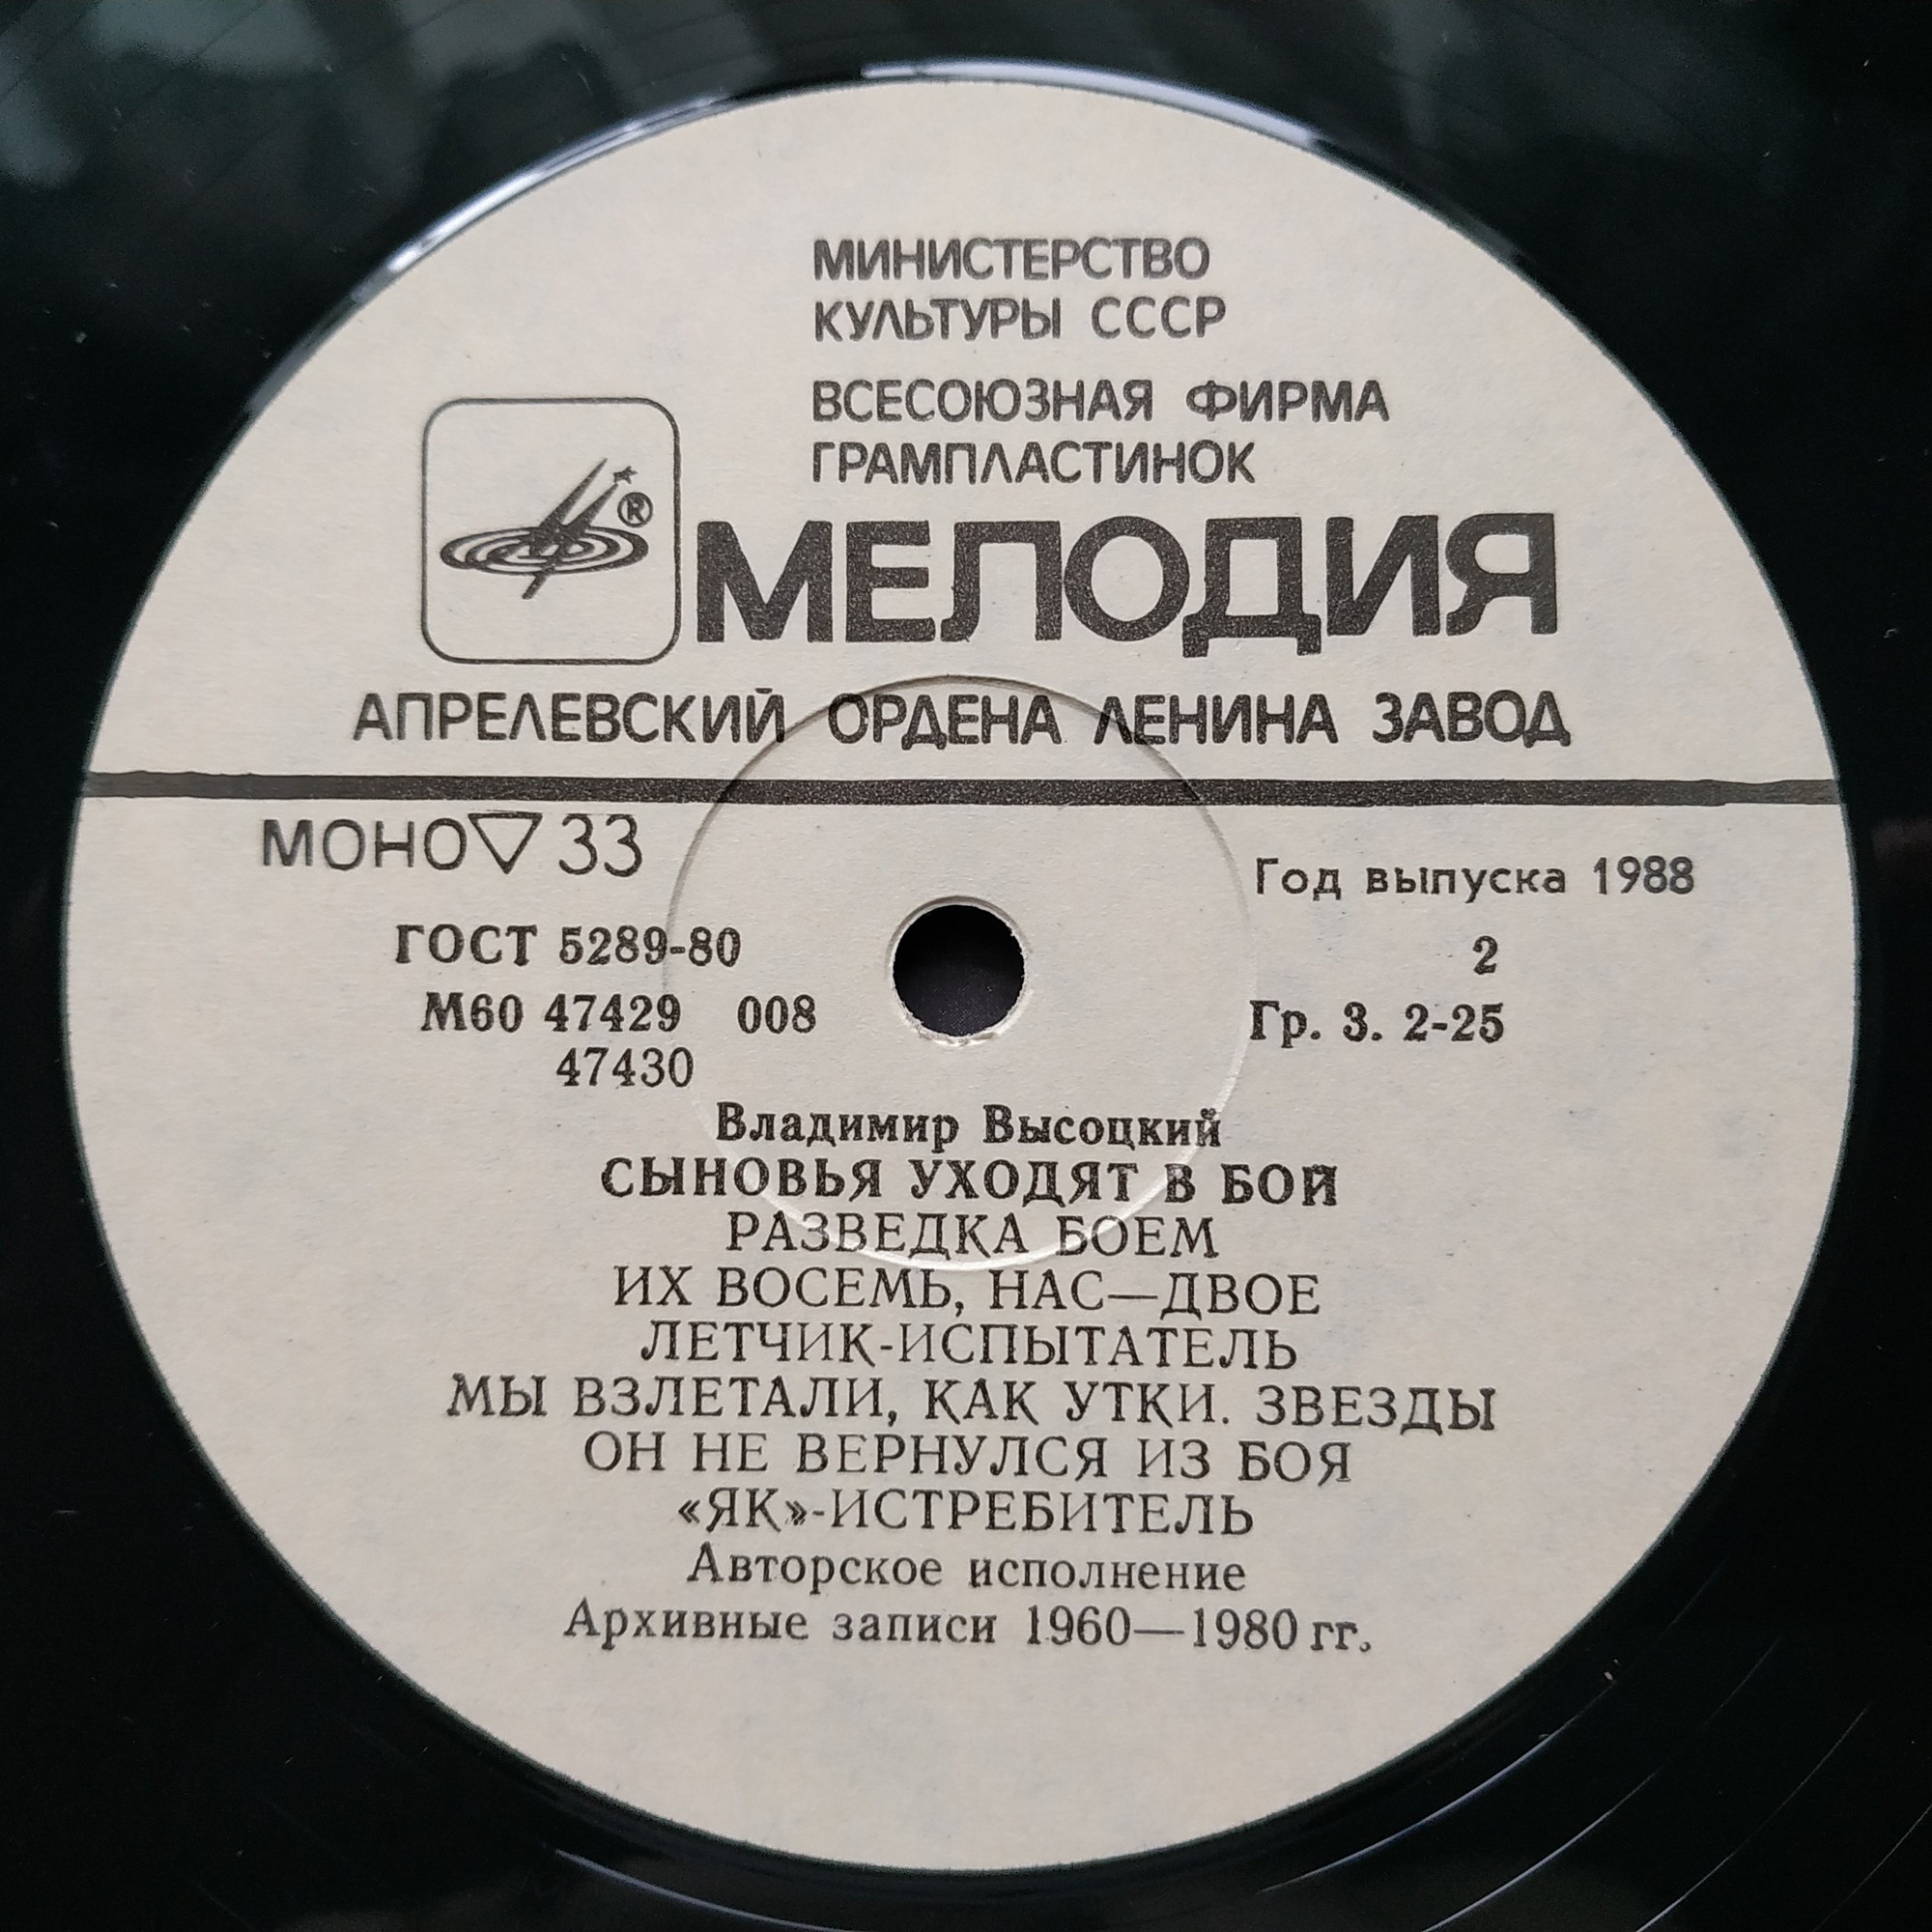 МИНИСТЕРСТВО
КУЛЬТУРЫ СССР
ВСЕСОЮЗНАЯ ФИРМА
ГРАМПЛАСТИНОК
®
МЕЛОДИЯ
АПРЕЛЕВСКИЙ ОРДЕНА ЛЕНИНА ЗАВОД
МОНО▽33
Год выпуска 1988
ГОСТ 5289-80
2
М60 47429 008
Гр. 3. 2-25
47430
Владимир Высоцкий
СЫНОВЬЯ УХОДЯТ В БОЙ
РАЗВЕДКА БОЕМ
ИХ ВОСЕМЬ, НАС—ДВОЕ
ЛЕТЧИК-ИСПЫТАТЕЛЬ
МЫ ВЗЛЕТАЛИ, КАК УТКИ. ЗВЕЗДЫ
ОН НЕ ВЕРНУЛСЯ ИЗ БОЯ
«ЯК»-ИСТРЕБИТЕЛЬ
Авторское исполнение
Архивные записи 1960—1980 гг.